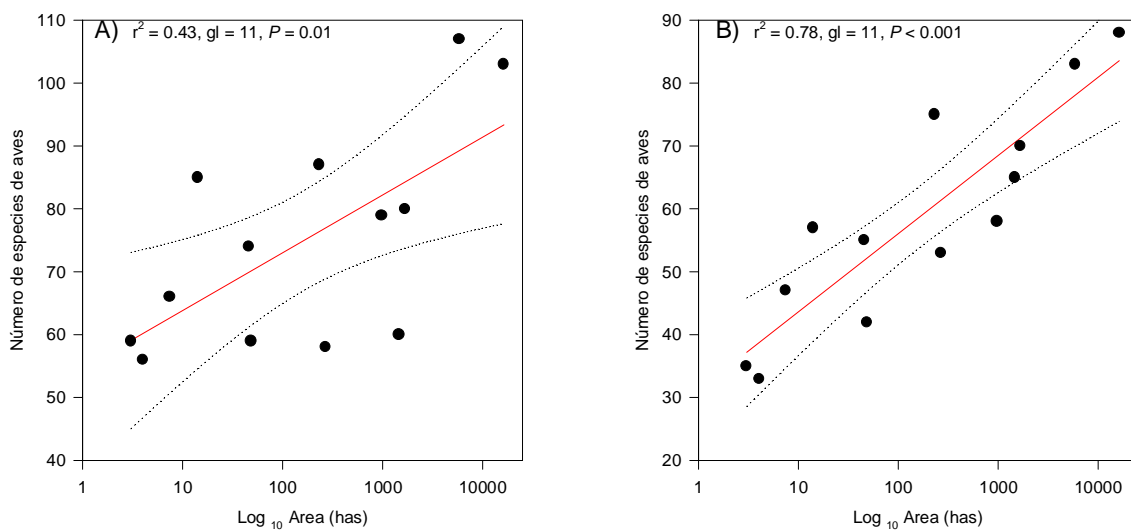 A) r² = 0.43, gl = 11, P = 0.01
110
100
90
80
70
60
50
40
Número de especies de aves
1 10 100 1000 10000
Log ₁₀ Area (has)
B) r² = 0.78, gl = 11, P < 0.001
90
80
70
60
50
40
30
20
Número de especies de aves
1 10 100 1000 10000
Log ₁₀ Area (has)